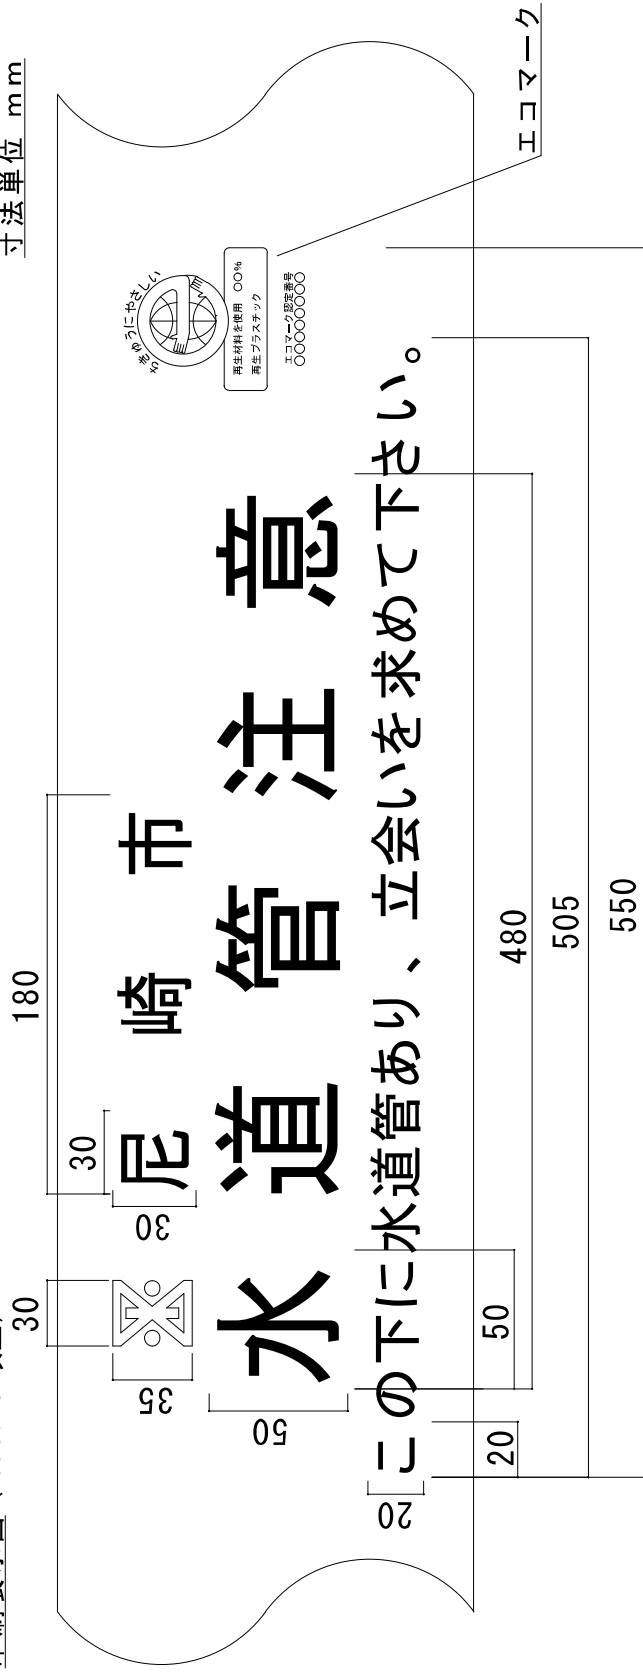 寸法単位 mm
180
30
30
尼崎市
30
35
水道管注意
50
この下に水道管あり、立会いを求めて下さい。
20
20
50
480
505
550
ちきゅうにやさしい
再生材料を使用 〇〇%
再生プラスチック
エコマーク認定番号
〇〇〇〇〇〇〇〇
エコマーク